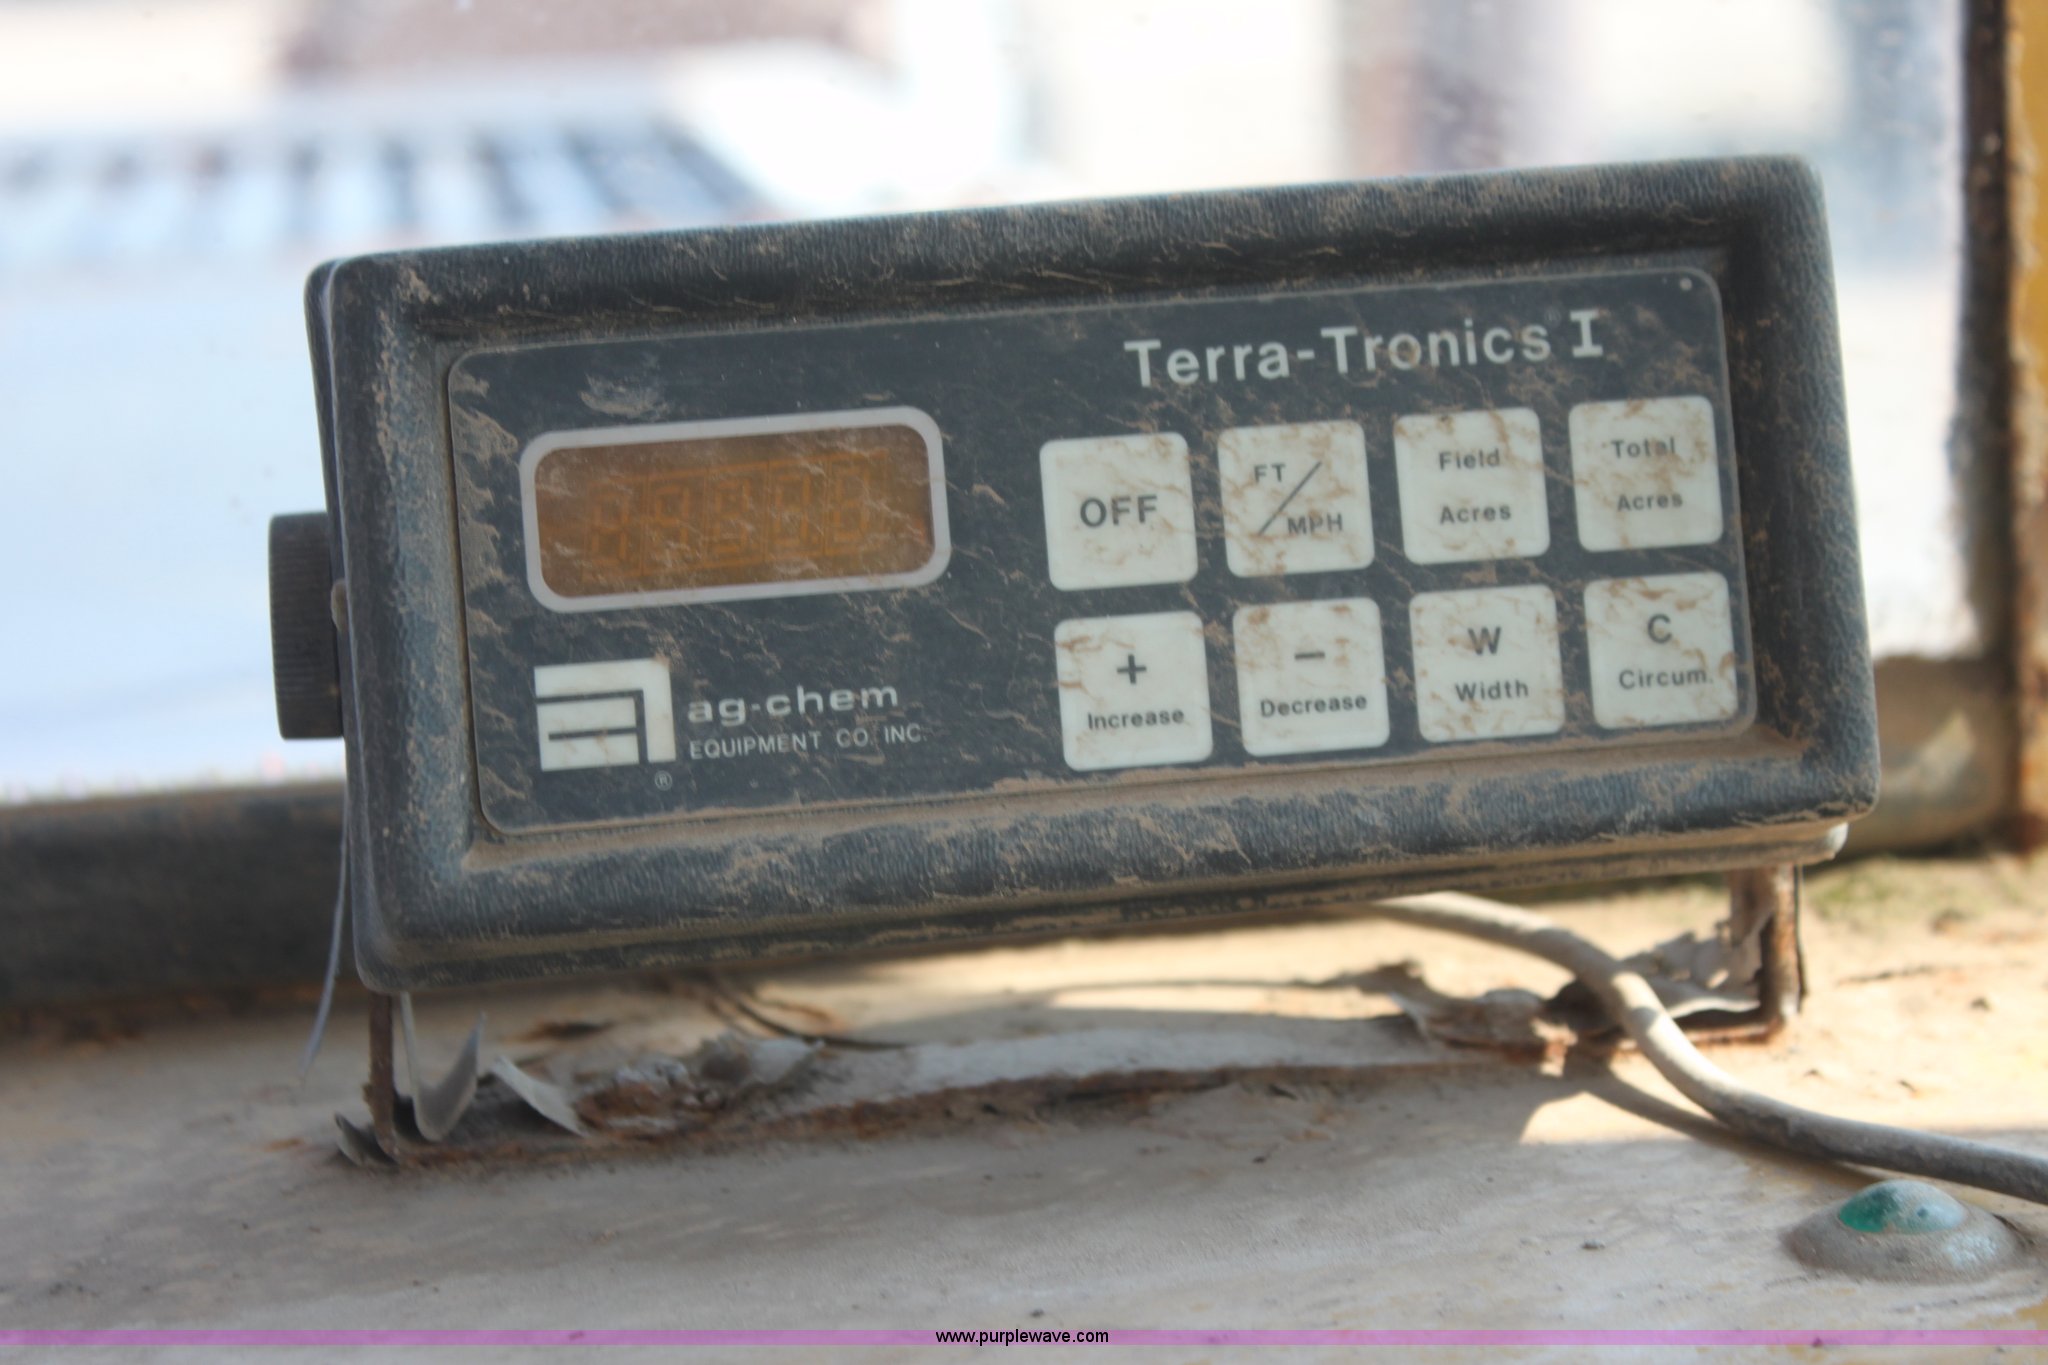 Terra-Tronics I
OFF
FT / MPH
Field Acres
Total Acres
+ Increase
− Decrease
W Width
C Circum.
ag-chem
EQUIPMENT CO. INC.
®
www.purplewave.com